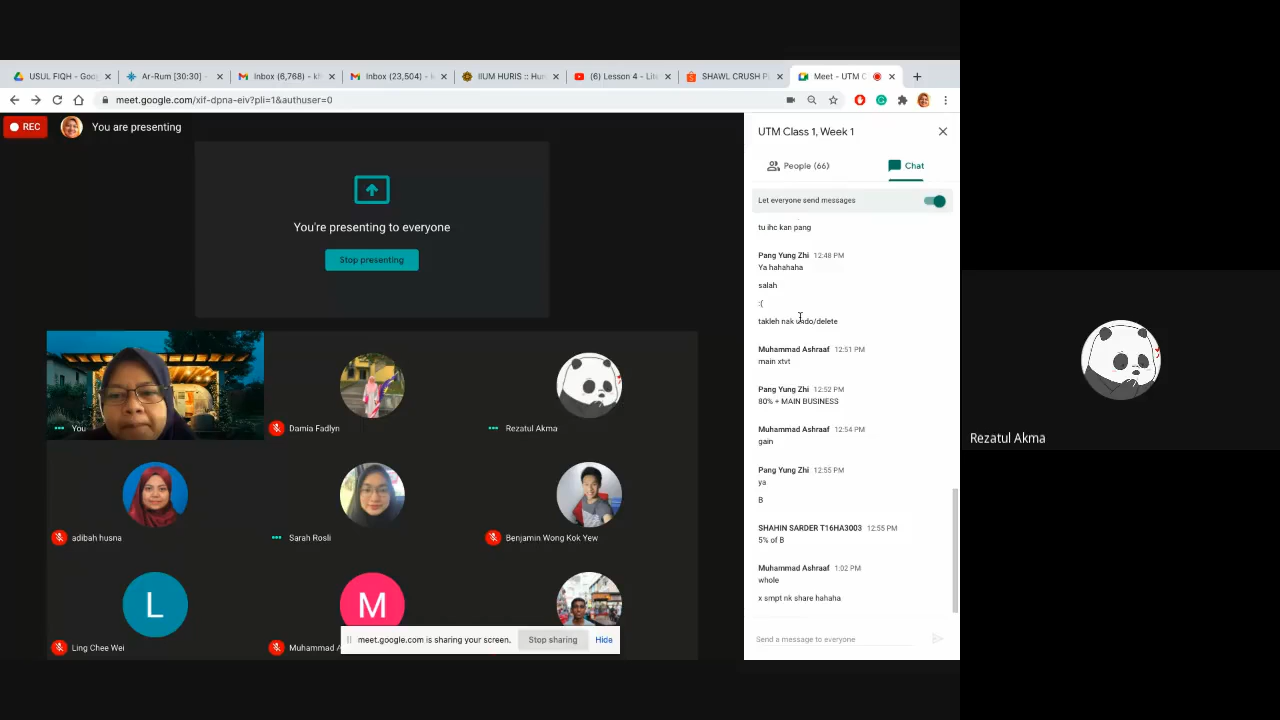 USUL FIQH - Goog
Ar-Rum [30:30] -
Inbox (6,768) - kh
Inbox (23,504) - k
IIUM HURIS :: Hum
(6) Lesson 4 - Lite
SHAWL CRUSH P
Meet - UTM C
meet.google.com/xif-dpna-eiv?pli=1&authuser=0
REC
You are presenting
You're presenting to everyone
Stop presenting
You
Damia Fadlyn
Rezatul Akma
adibah husna
Sarah Rosli
Benjamin Wong Kok Yew
L
M
Ling Chee Wei
Muhammad A
meet.google.com is sharing your screen.
Stop sharing
Hide
UTM Class 1, Week 1
People (66)
Chat
Let everyone send messages
tu ihc kan pang
Pang Yung Zhi 12:48 PM
Ya hahahaha
salah
:(
takleh nak undo/delete
Muhammad Ashraaf 12:51 PM
main xtvt
Pang Yung Zhi 12:52 PM
80% + MAIN BUSINESS
Muhammad Ashraaf 12:54 PM
gain
Pang Yung Zhi 12:55 PM
ya
B
SHAHIN SARDER T16HA3003 12:55 PM
5% of B
Muhammad Ashraaf 1:02 PM
whole
x smpt nk share hahaha
Send a message to everyone
Rezatul Akma